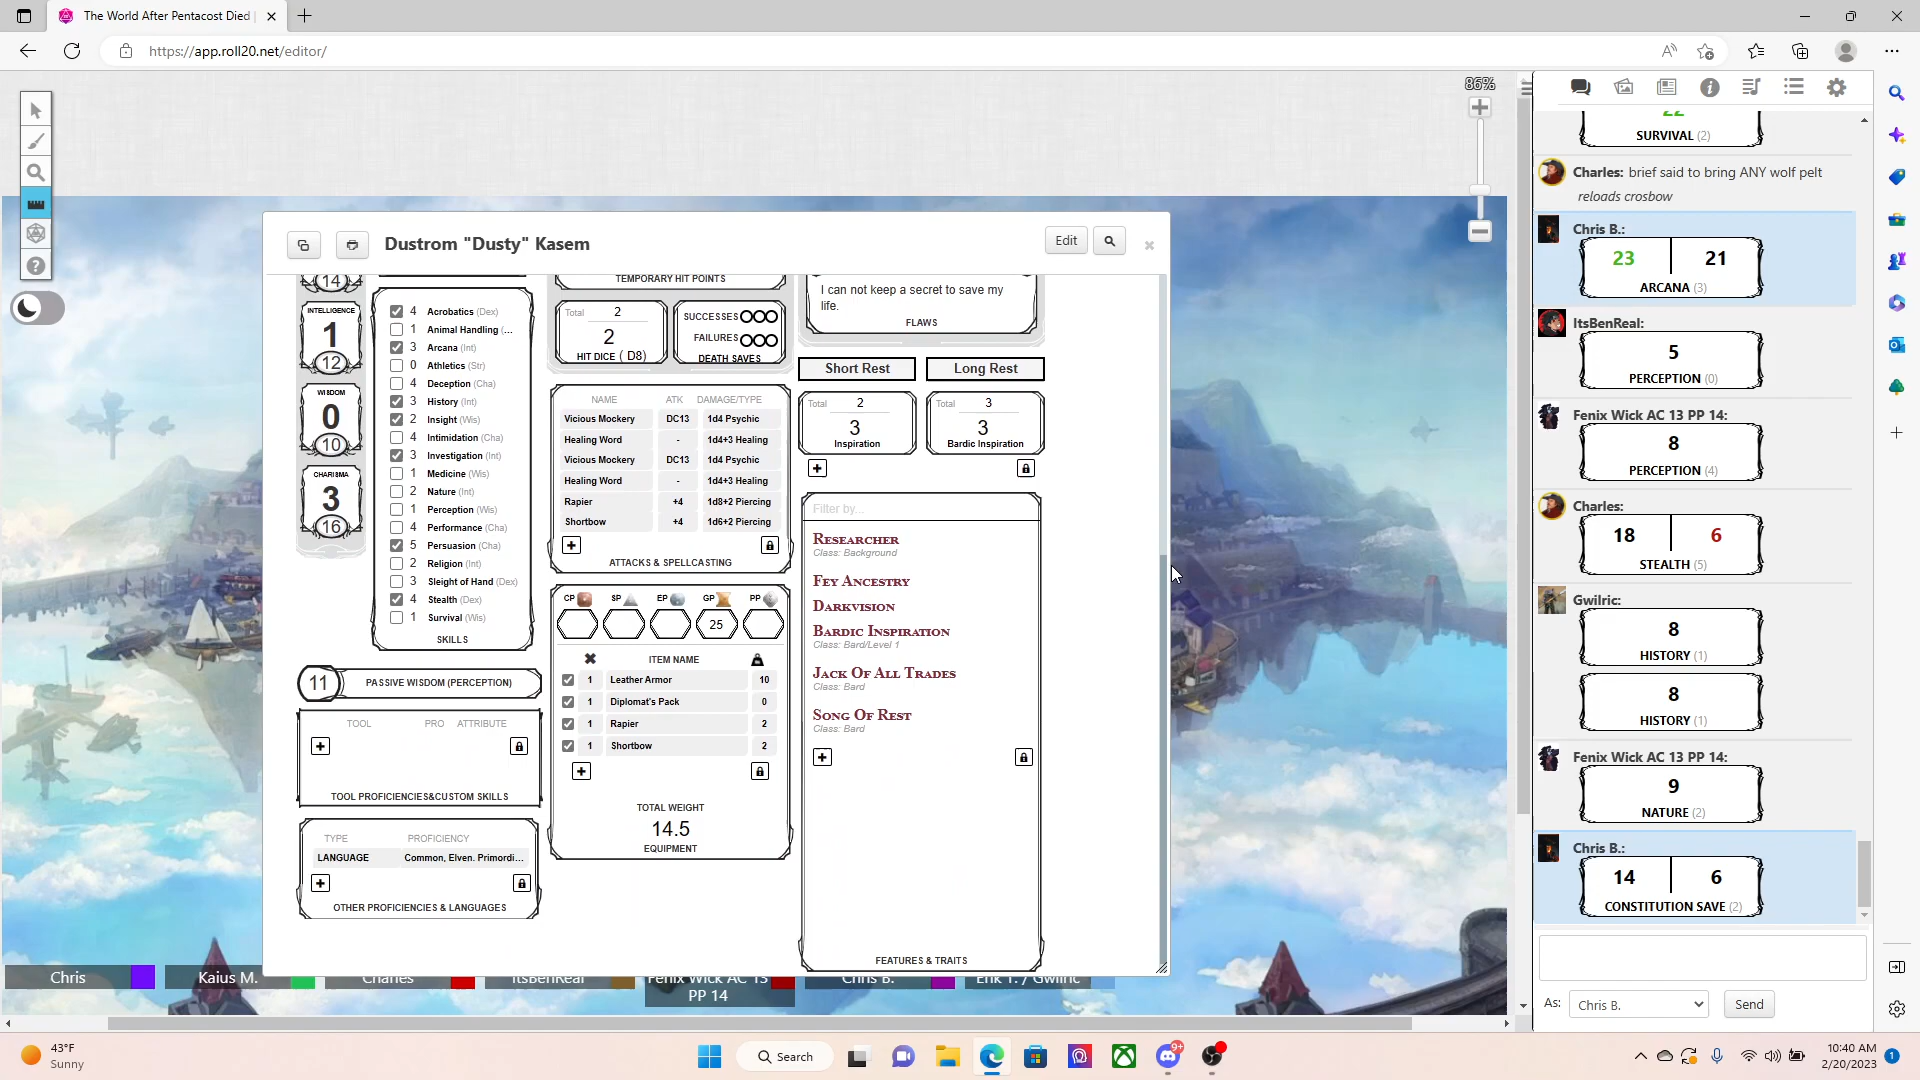 The World After Pentacost Died
https://app.roll20.net/editor/
86%
Dustrom "Dusty" Kasem
Edit
14
INTELLIGENCE
1
12
WISDOM
0
10
CHARISMA
3
16
4 Acrobatics (Dex)
1 Animal Handling (...
3 Arcana (Int)
0 Athletics (Str)
4 Deception (Cha)
3 History (Int)
2 Insight (Wis)
4 Intimidation (Cha)
3 Investigation (Int)
1 Medicine (Wis)
2 Nature (Int)
1 Perception (Wis)
4 Performance (Cha)
5 Persuasion (Cha)
2 Religion (Int)
3 Sleight of Hand (Dex)
4 Stealth (Dex)
1 Survival (Wis)
SKILLS
11 PASSIVE WISDOM (PERCEPTION)
TOOL PRO ATTRIBUTE
TOOL PROFICIENCIES&CUSTOM SKILLS
TYPE PROFICIENCY
LANGUAGE Common, Elven. Primordi...
OTHER PROFICIENCIES & LANGUAGES
TEMPORARY HIT POINTS
Total 2
2
HIT DICE ( D8)
SUCCESSES
FAILURES
DEATH SAVES
NAME ATK DAMAGE/TYPE
Vicious Mockery DC13 1d4 Psychic
Healing Word - 1d4+3 Healing
Vicious Mockery DC13 1d4 Psychic
Healing Word - 1d4+3 Healing
Rapier +4 1d8+2 Piercing
Shortbow +4 1d6+2 Piercing
ATTACKS & SPELLCASTING
CP SP EP GP PP
25
ITEM NAME
1 Leather Armor 10
1 Diplomat's Pack 0
1 Rapier 2
1 Shortbow 2
TOTAL WEIGHT
14.5
EQUIPMENT
I can not keep a secret to save my
life.
FLAWS
Short Rest Long Rest
Total 2
3
Inspiration
Total 3
3
Bardic Inspiration
Filter by...
RESEARCHER
Class: Background
FEY ANCESTRY
DARKVISION
BARDIC INSPIRATION
Class: Bard/Level 1
JACK OF ALL TRADES
Class: Bard
SONG OF REST
Class: Bard
FEATURES & TRAITS
Chris
Kaius M.
Charles
ItsBenReal
Fenix Wick AC 13
PP 14
Chris B.
Erik T. / Gwilric
22
SURVIVAL (2)
Charles: brief said to bring ANY wolf pelt
reloads crosbow
Chris B.:
23 21
ARCANA (3)
ItsBenReal:
5
PERCEPTION (0)
Fenix Wick AC 13 PP 14:
8
PERCEPTION (4)
Charles:
18 6
STEALTH (5)
Gwilric:
8
HISTORY (1)
8
HISTORY (1)
Fenix Wick AC 13 PP 14:
9
NATURE (2)
Chris B.:
14 6
CONSTITUTION SAVE (2)
As: Chris B. Send
43°F
Sunny
Search
9+
10:40 AM
2/20/2023
1